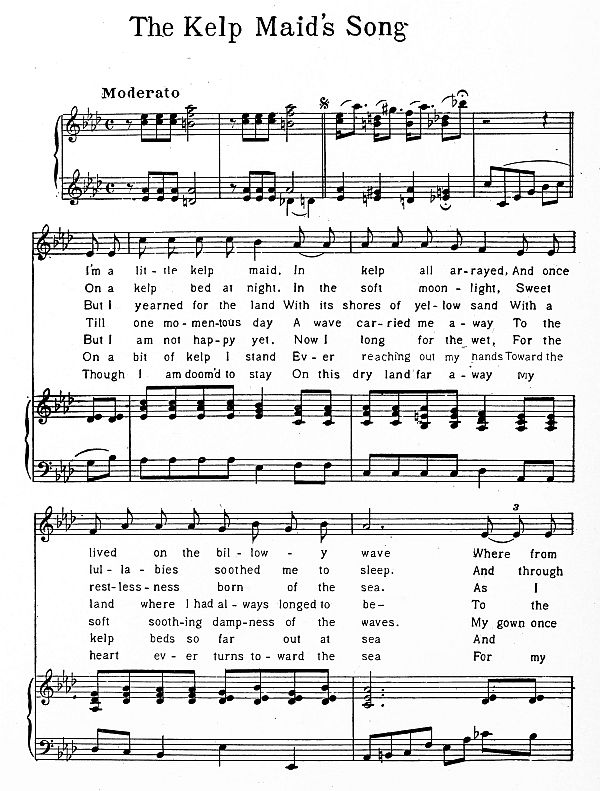 The Kelp Maid's Song
Moderato
I'm a lit-tle kelp maid, In kelp all ar-rayed, And once
On a kelp bed at night. In the soft moon-light, Sweet
But I yearned for the land With its shores of yel-low sand With a
Till one mo-men-tous day A wave car-ried me a-way To the
But I am not hap-py yet. Now I long for the wet, For the
On a bit of kelp I stand Ev-er reaching out my hands Toward the
Though I am doom'd to stay On this dry land far a-way My
3
lived on the bil-low-y wave Where from
lul-la-bies soothed me to sleep. And through
rest-less-ness born of the sea. As I
land where I had al-ways longed to be- To the
soft sooth-ing damp-ness of the waves. My gown once
kelp beds so far out at sea And
heart ev-er turns to-ward the sea For my